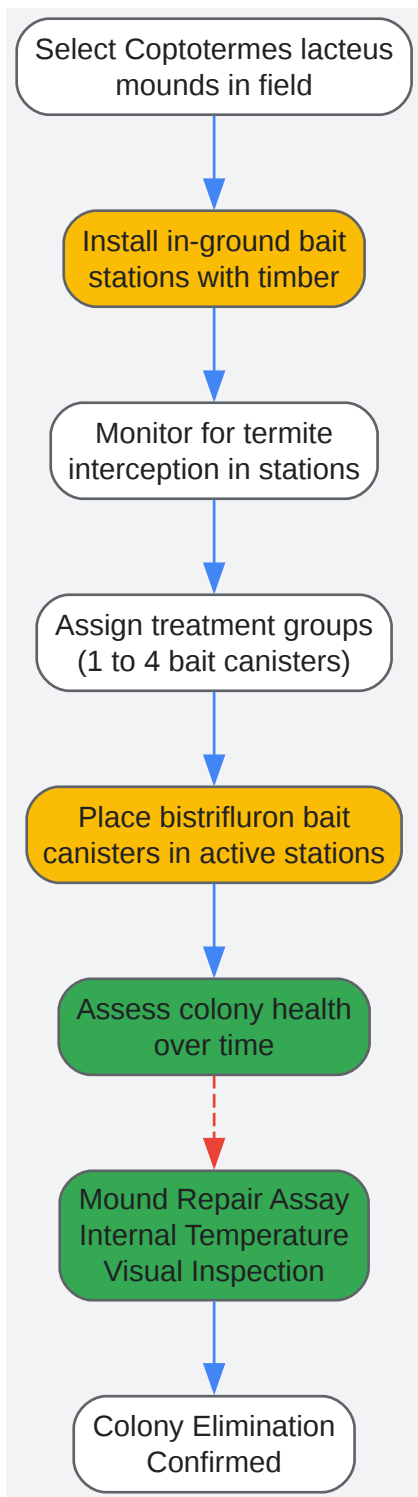 Select Coptotermes lacteus
mounds in field
Install in-ground bait
stations with timber
Monitor for termite
interception in stations
Assign treatment groups
(1 to 4 bait canisters)
Place bistrifluron bait
canisters in active stations
Assess colony health
over time
Mound Repair Assay
Internal Temperature
Visual Inspection
Colony Elimination
Confirmed